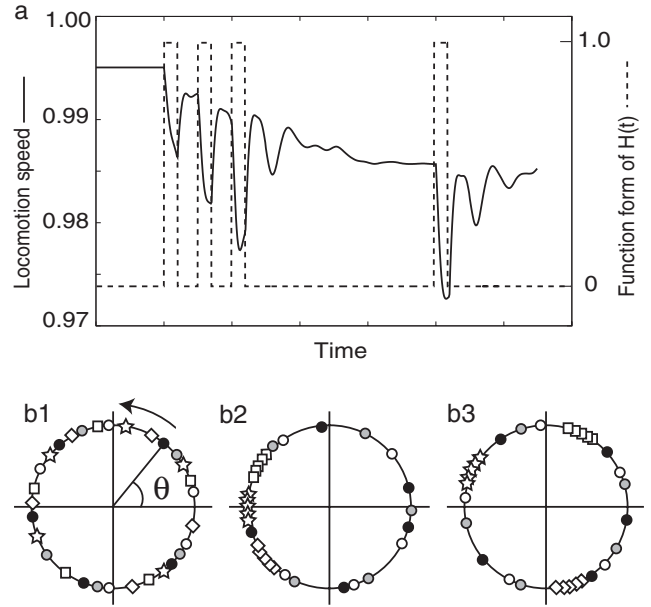 a
1.00
0.99
0.98
0.97
Locomotion speed
1.0
0
Function form of H(t)
Time
b1
θ
b2
b3